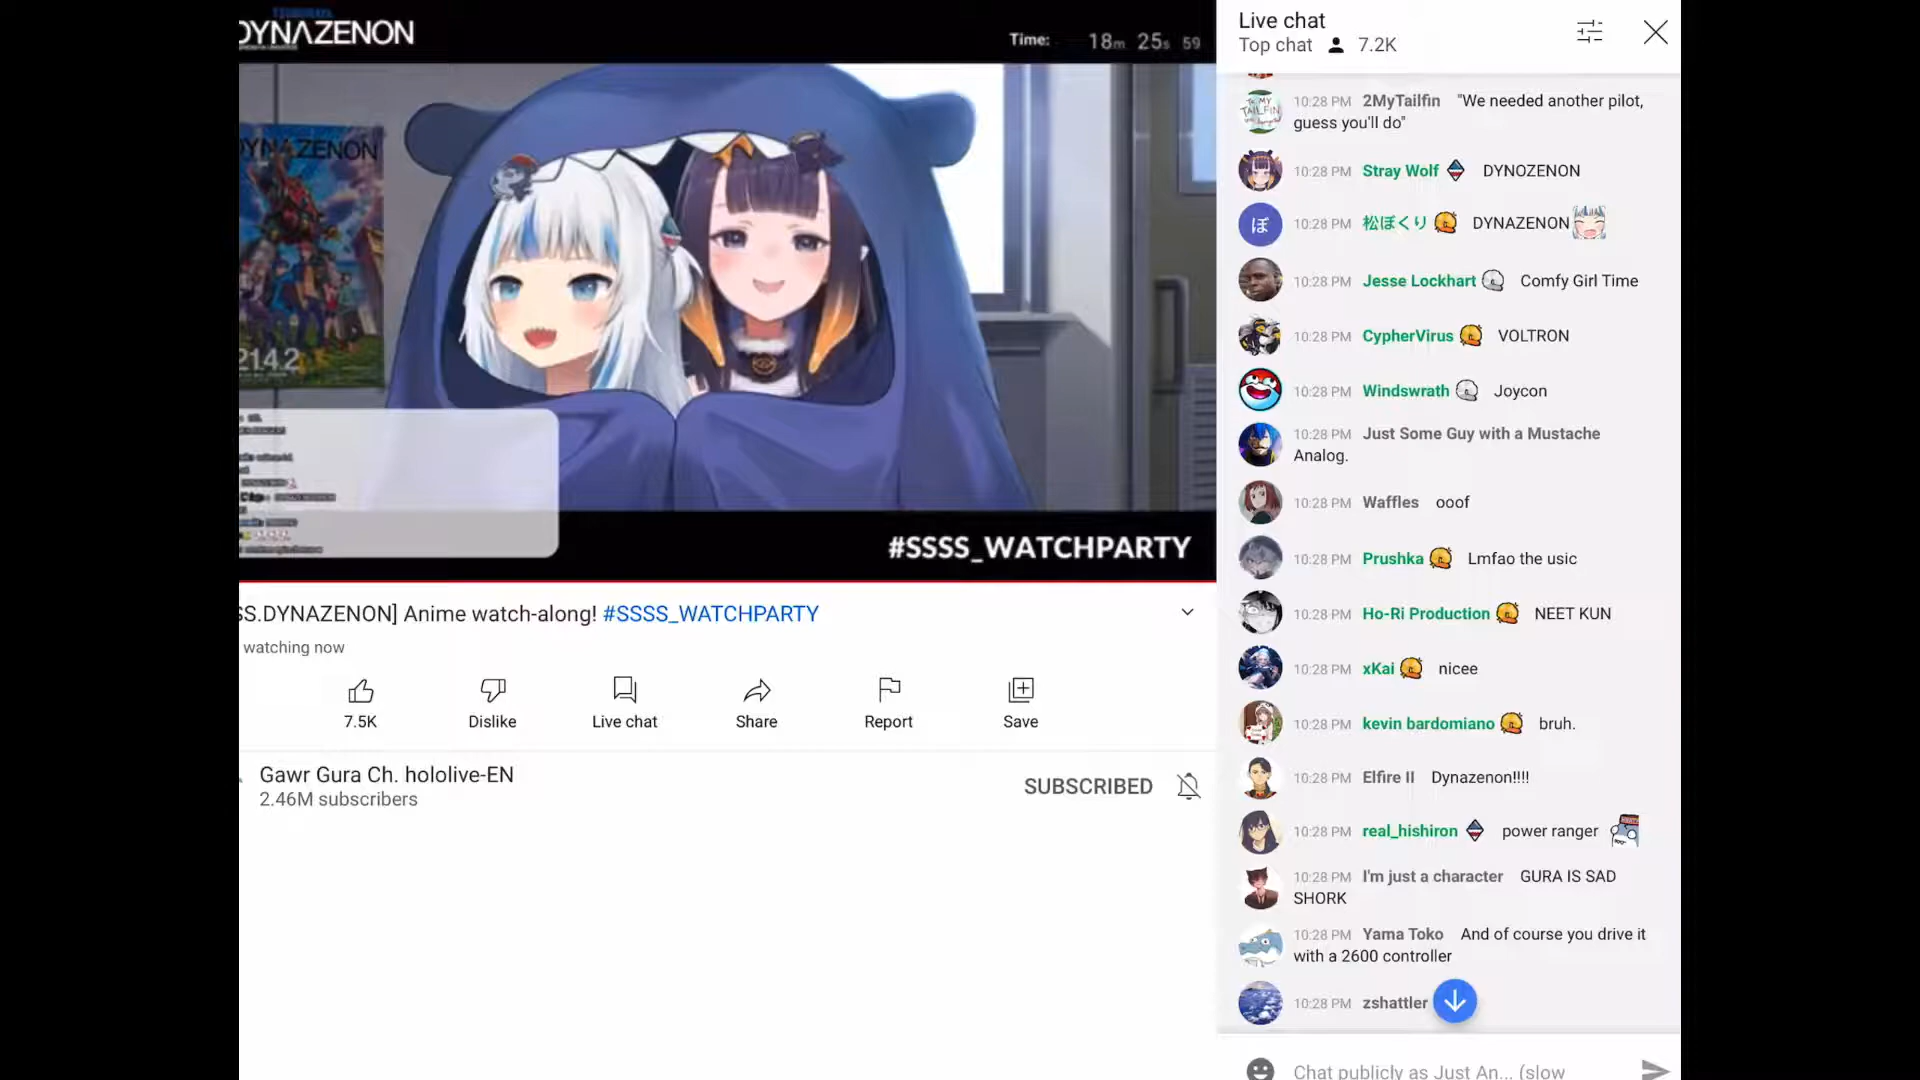 DYNAZENON
Time: 18m 25s 59
DYNAZENON
214.2
#SSSS_WATCHPARTY
SS.DYNAZENON] Anime watch-along! #SSSS_WATCHPARTY
watching now
7.5K
Dislike
Live chat
Share
Report
Save
Gawr Gura Ch. hololive-EN
2.46M subscribers
SUBSCRIBED
Live chat
Top chat 7.2K
10:28 PM 2MyTailfin "We needed another pilot,
guess you'll do"
10:28 PM Stray Wolf DYNOZENON
ぼ
10:28 PM 松ぼくり DYNAZENON
10:28 PM Jesse Lockhart Comfy Girl Time
10:28 PM CypherVirus VOLTRON
10:28 PM Windswrath Joycon
10:28 PM Just Some Guy with a Mustache
Analog.
10:28 PM Waffles ooof
10:28 PM Prushka Lmfao the usic
10:28 PM Ho-Ri Production NEET KUN
10:28 PM xKai nicee
10:28 PM kevin bardomiano bruh.
10:28 PM Elfire II Dynazenon!!!!
10:28 PM real_hishiron power ranger
10:28 PM I'm just a character GURA IS SAD
SHORK
10:28 PM Yama Toko And of course you drive it
with a 2600 controller
10:28 PM zshattler
Chat publicly as Just An... (slow